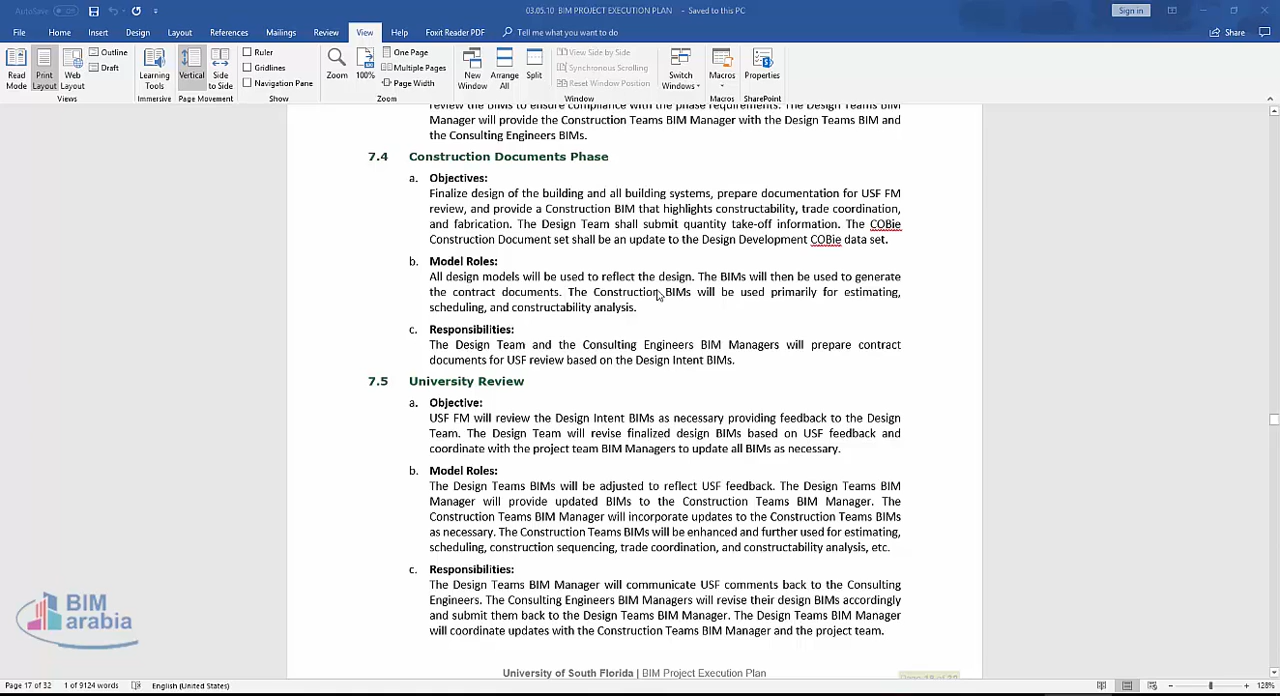 AutoSave Off
03.05.10 BIM PROJECT EXECUTION PLAN - Saved to this PC
Sign in
File Home Insert Design Layout References Mailings Review View Help Foxit Reader PDF Tell me what you want to do Share
Read Mode
Print Layout
Web Layout
Outline
Draft
Views
Learning Tools
Immersive
Vertical
Side to Side
Page Movement
Ruler
Gridlines
Navigation Pane
Show
Zoom
100%
One Page
Multiple Pages
Page Width
Zoom
New Window
Arrange All
Split
View Side by Side
Synchronous Scrolling
Reset Window Position
Window
Switch Windows
Macros
Macros
Properties
SharePoint
review the BIMs to ensure compliance with the phase requirements. The Design Teams BIM
Manager will provide the Construction Teams BIM Manager with the Design Teams BIM and
the Consulting Engineers BIMs.
7.4 Construction Documents Phase
a. Objectives:
Finalize design of the building and all building systems, prepare documentation for USF FM
review, and provide a Construction BIM that highlights constructability, trade coordination,
and fabrication. The Design Team shall submit quantity take-off information. The COBie
Construction Document set shall be an update to the Design Development COBie data set.
b. Model Roles:
All design models will be used to reflect the design. The BIMs will then be used to generate
the contract documents. The Construction BIMs will be used primarily for estimating,
scheduling, and constructability analysis.
c. Responsibilities:
The Design Team and the Consulting Engineers BIM Managers will prepare contract
documents for USF review based on the Design Intent BIMs.
7.5 University Review
a. Objective:
USF FM will review the Design Intent BIMs as necessary providing feedback to the Design
Team. The Design Team will revise finalized design BIMs based on USF feedback and
coordinate with the project team BIM Managers to update all BIMs as necessary.
b. Model Roles:
The Design Teams BIMs will be adjusted to reflect USF feedback. The Design Teams BIM
Manager will provide updated BIMs to the Construction Teams BIM Manager. The
Construction Teams BIM Manager will incorporate updates to the Construction Teams BIMs
as necessary. The Construction Teams BIMs will be enhanced and further used for estimating,
scheduling, construction sequencing, trade coordination, and constructability analysis, etc.
c. Responsibilities:
The Design Teams BIM Manager will communicate USF comments back to the Consulting
Engineers. The Consulting Engineers BIM Managers will revise their design BIMs accordingly
and submit them back to the Design Teams BIM Manager. The Design Teams BIM Manager
will coordinate updates with the Construction Teams BIM Manager and the project team.
University of South Florida | BIM Project Execution Plan
BIM
arabia
Page 17 of 32 1 of 9124 words English (United States) 128%